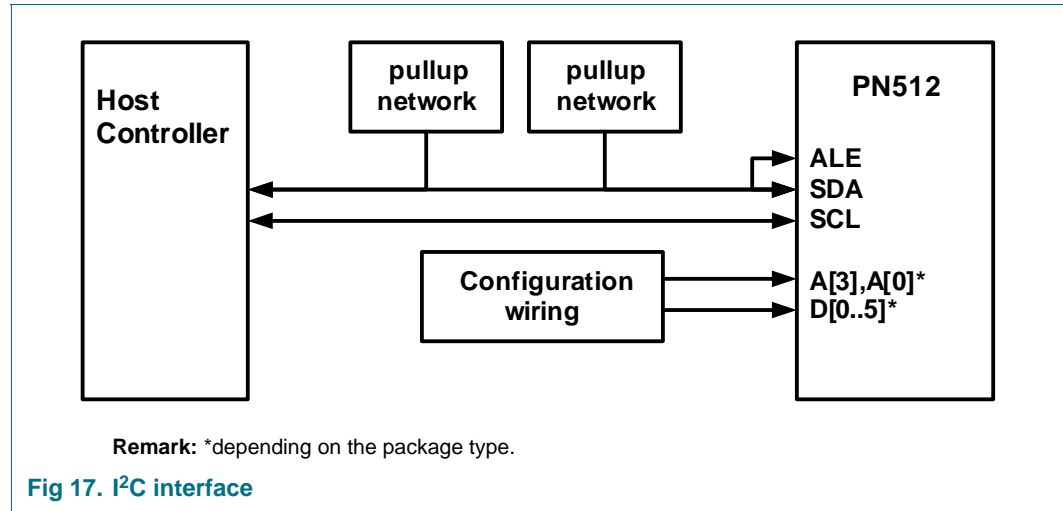 Host
Controller
pullup
network
pullup
network
PN512
ALE
SDA
SCL
A[3],A[0]*
D[0..5]*
Configuration
wiring
Remark: *depending on the package type.
Fig 17. I²C interface